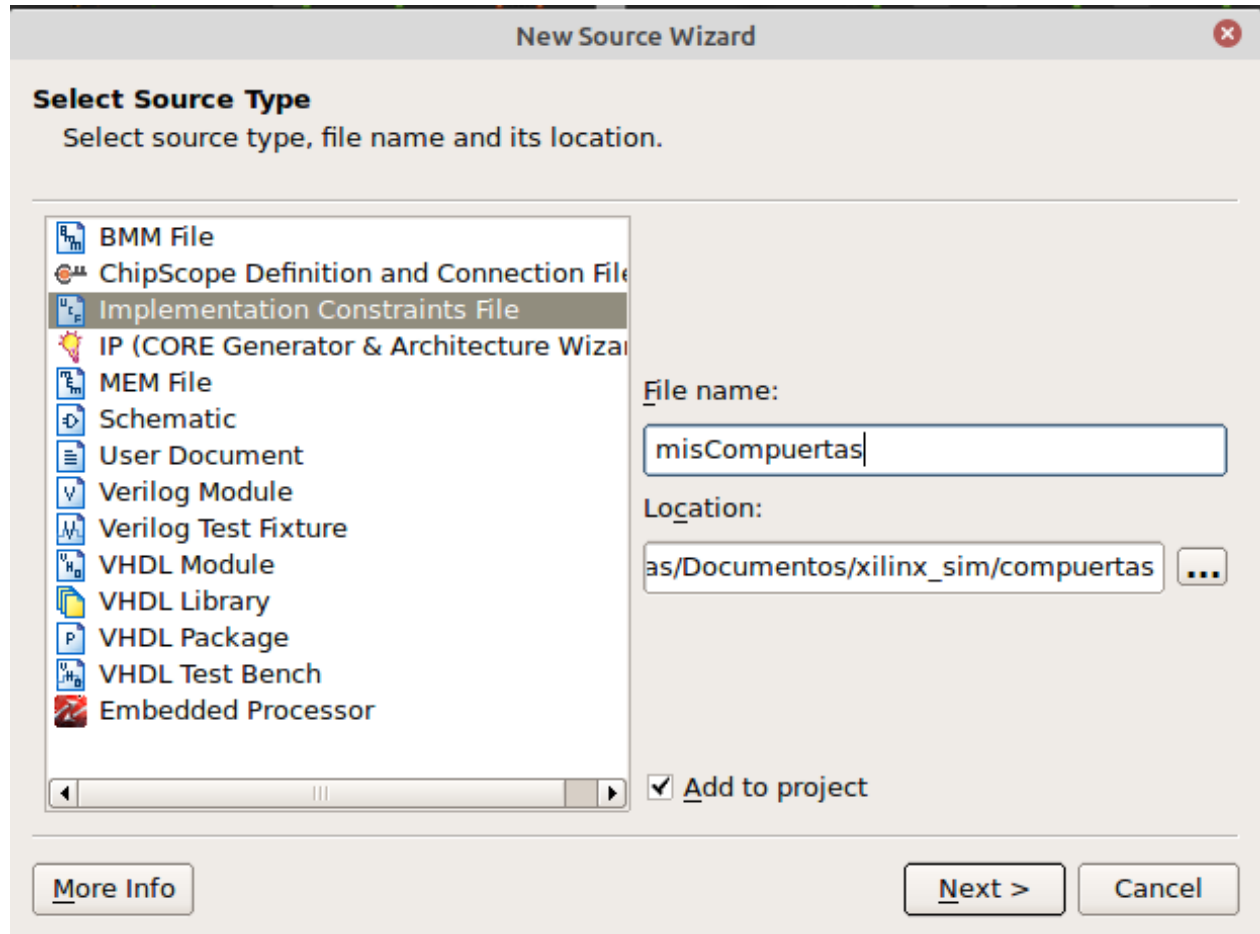 New Source Wizard
Select Source Type
Select source type, file name and its location.
BMM File
ChipScope Definition and Connection File
Implementation Constraints File
IP (CORE Generator & Architecture Wizar
MEM File
Schematic
User Document
Verilog Module
Verilog Test Fixture
VHDL Module
VHDL Library
VHDL Package
VHDL Test Bench
Embedded Processor
File name:
misCompuertas
Location:
as/Documentos/xilinx_sim/compuertas
...
Add to project
More Info
Next >
Cancel